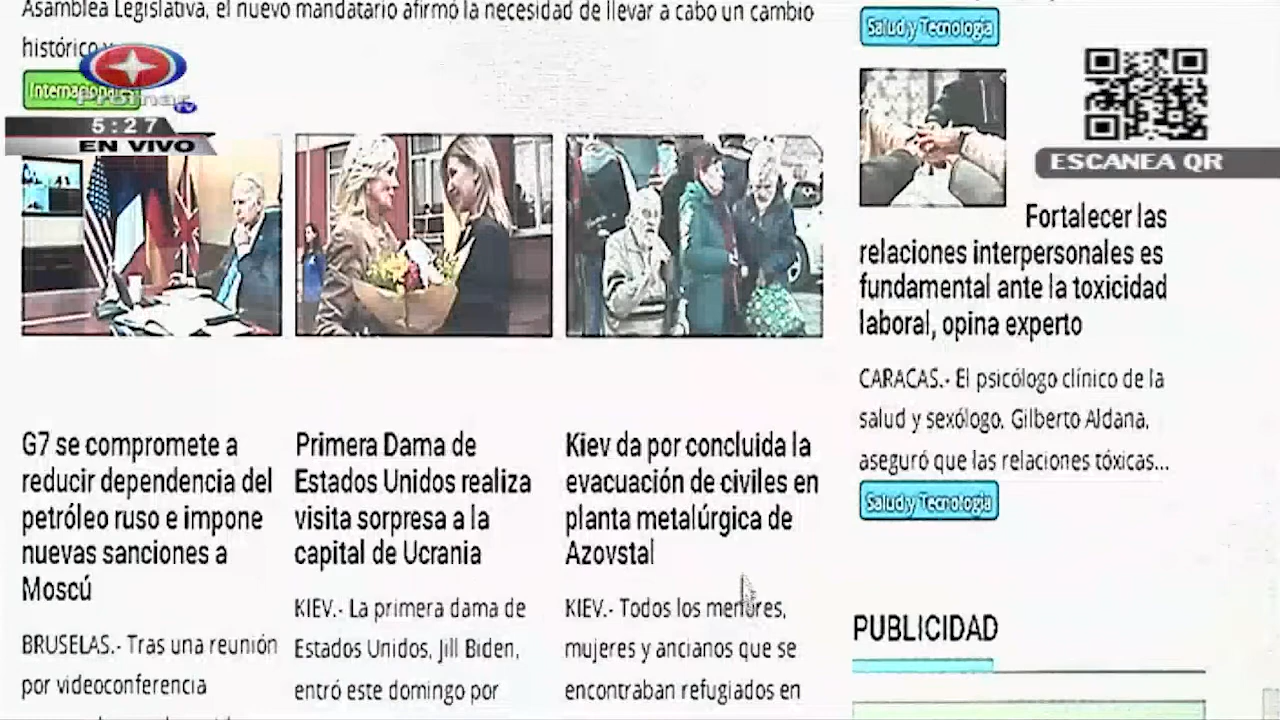 Asamblea Legislativa, el nuevo mandatario afirmó la necesidad de llevar a cabo un cambio
histórico y
Internacionales
Promar
TV
5:27
EN VIVO
G7 se compromete a
reducir dependencia del
petróleo ruso e impone
nuevas sanciones a
Moscú
BRUSELAS.- Tras una reunión
por videoconferencia
Primera Dama de
Estados Unidos realiza
visita sorpresa a la
capital de Ucrania
KIEV.- La primera dama de
Estados Unidos, Jill Biden,
entró este domingo por
Kiev da por concluida la
evacuación de civiles en
planta metalúrgica de
Azovstal
KIEV.- Todos los menores,
mujeres y ancianos que se
encontraban refugiados en
Salud y Tecnología
ESCANEA QR
Fortalecer las
relaciones interpersonales es
fundamental ante la toxicidad
laboral, opina experto
CARACAS.- El psicólogo clínico de la
salud y sexólogo, Gilberto Aldana,
aseguró que las relaciones tóxicas...
Salud y Tecnología
PUBLICIDAD